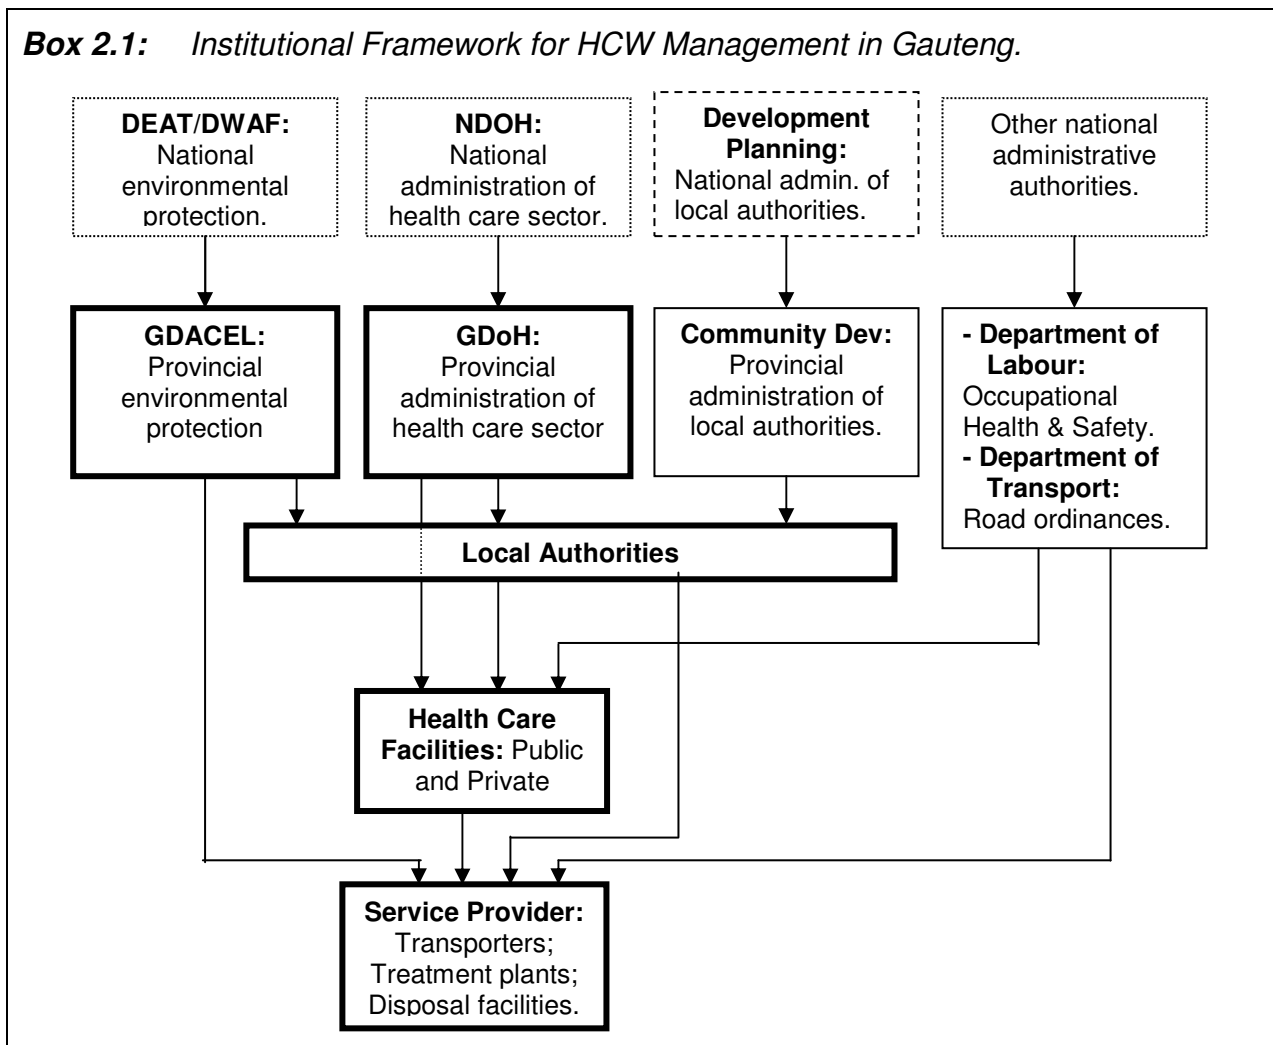 Box 2.1: Institutional Framework for HCW Management in Gauteng.
DEAT/DWAF:
National
environmental
protection.
NDOH:
National
administration of
health care sector.
Development
Planning:
National admin. of
local authorities.
Other national
administrative
authorities.
GDACEL:
Provincial
environmental
protection
GDoH:
Provincial
administration of
health care sector
Community Dev:
Provincial
administration of
local authorities.
- Department of
Labour:
Occupational
Health & Safety.
- Department of
Transport:
Road ordinances.
Local Authorities
Health Care
Facilities: Public
and Private
Service Provider:
Transporters;
Treatment plants;
Disposal facilities.